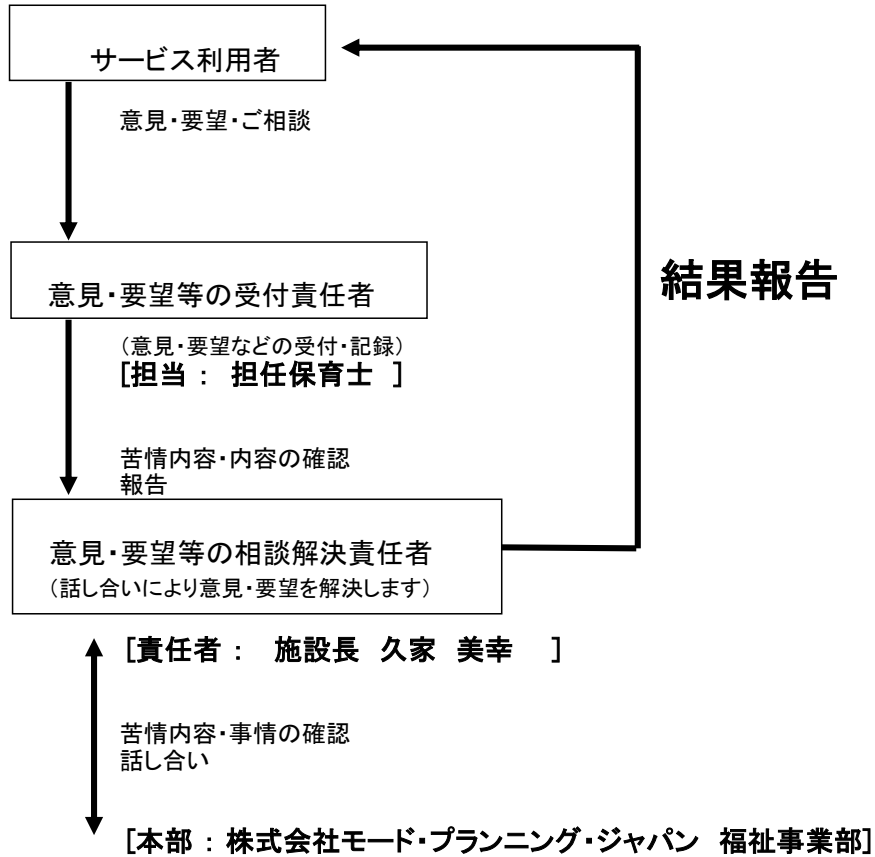 サービス利用者
意見・要望・ご相談
意見・要望等の受付責任者
（意見・要望などの受付・記録）
[担当 ： 担任保育士 ]
苦情内容・内容の確認
報告
意見・要望等の相談解決責任者
（話し合いにより意見・要望を解決します）
[責任者 ： 施設長 久家 美幸 ]
苦情内容・事情の確認
話し合い
[本部 ： 株式会社モード・プランニング・ジャパン 福祉事業部]
結果報告